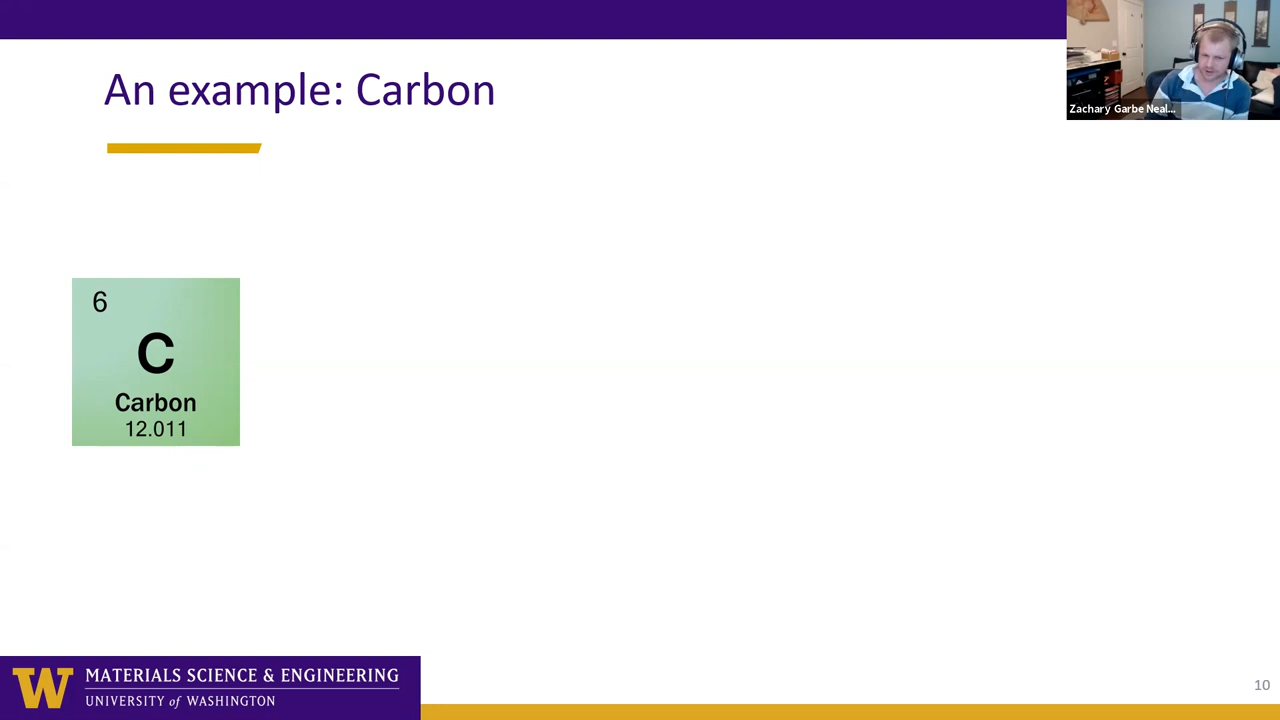 An example: Carbon
Zachary Garbe Neal...
6
C
Carbon
12.011
W
MATERIALS SCIENCE & ENGINEERING
UNIVERSITY of WASHINGTON
10